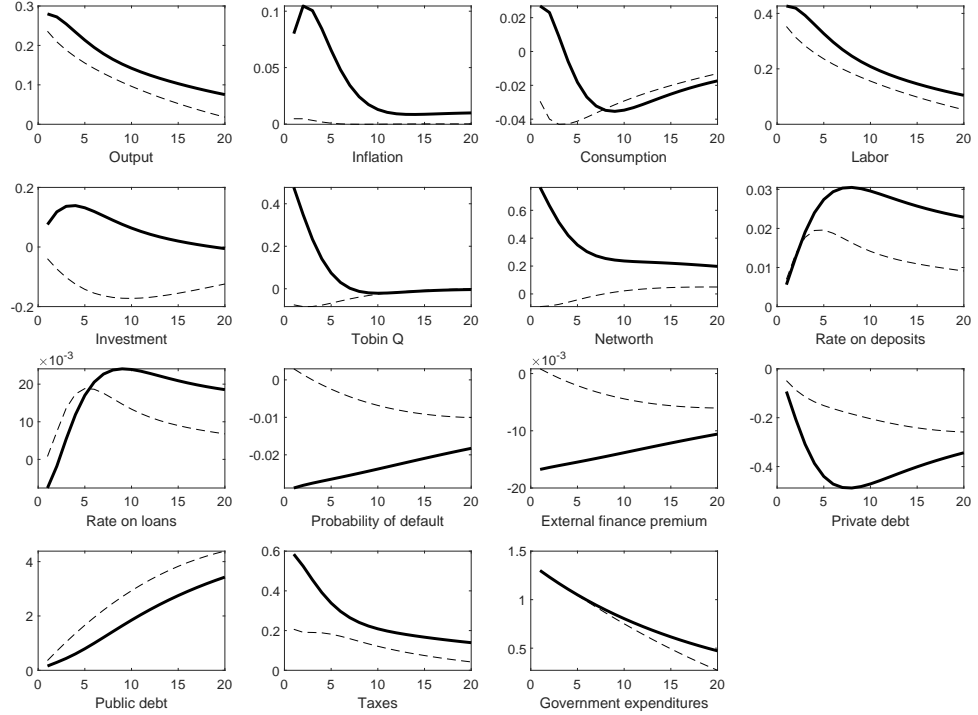 0.3
0.2
0.1
0
0 5 10 15 20
Output
0.1
0.05
0
0 5 10 15 20
Inflation
0.02
0
-0.02
-0.04
0 5 10 15 20
Consumption
0.4
0.2
0
0 5 10 15 20
Labor
0.2
0
-0.2
0 5 10 15 20
Investment
0.4
0.2
0
0 5 10 15 20
Tobin Q
0.6
0.4
0.2
0
0 5 10 15 20
Networth
0.03
0.02
0.01
0
0 5 10 15 20
Rate on deposits
×10-3
20
10
0
0 5 10 15 20
Rate on loans
0
-0.01
-0.02
0 5 10 15 20
Probability of default
×10-3
0
-10
-20
0 5 10 15 20
External finance premium
0
-0.2
-0.4
0 5 10 15 20
Private debt
4
2
0
0 5 10 15 20
Public debt
0.6
0.4
0.2
0
0 5 10 15 20
Taxes
1.5
1
0.5
0 5 10 15 20
Government expenditures